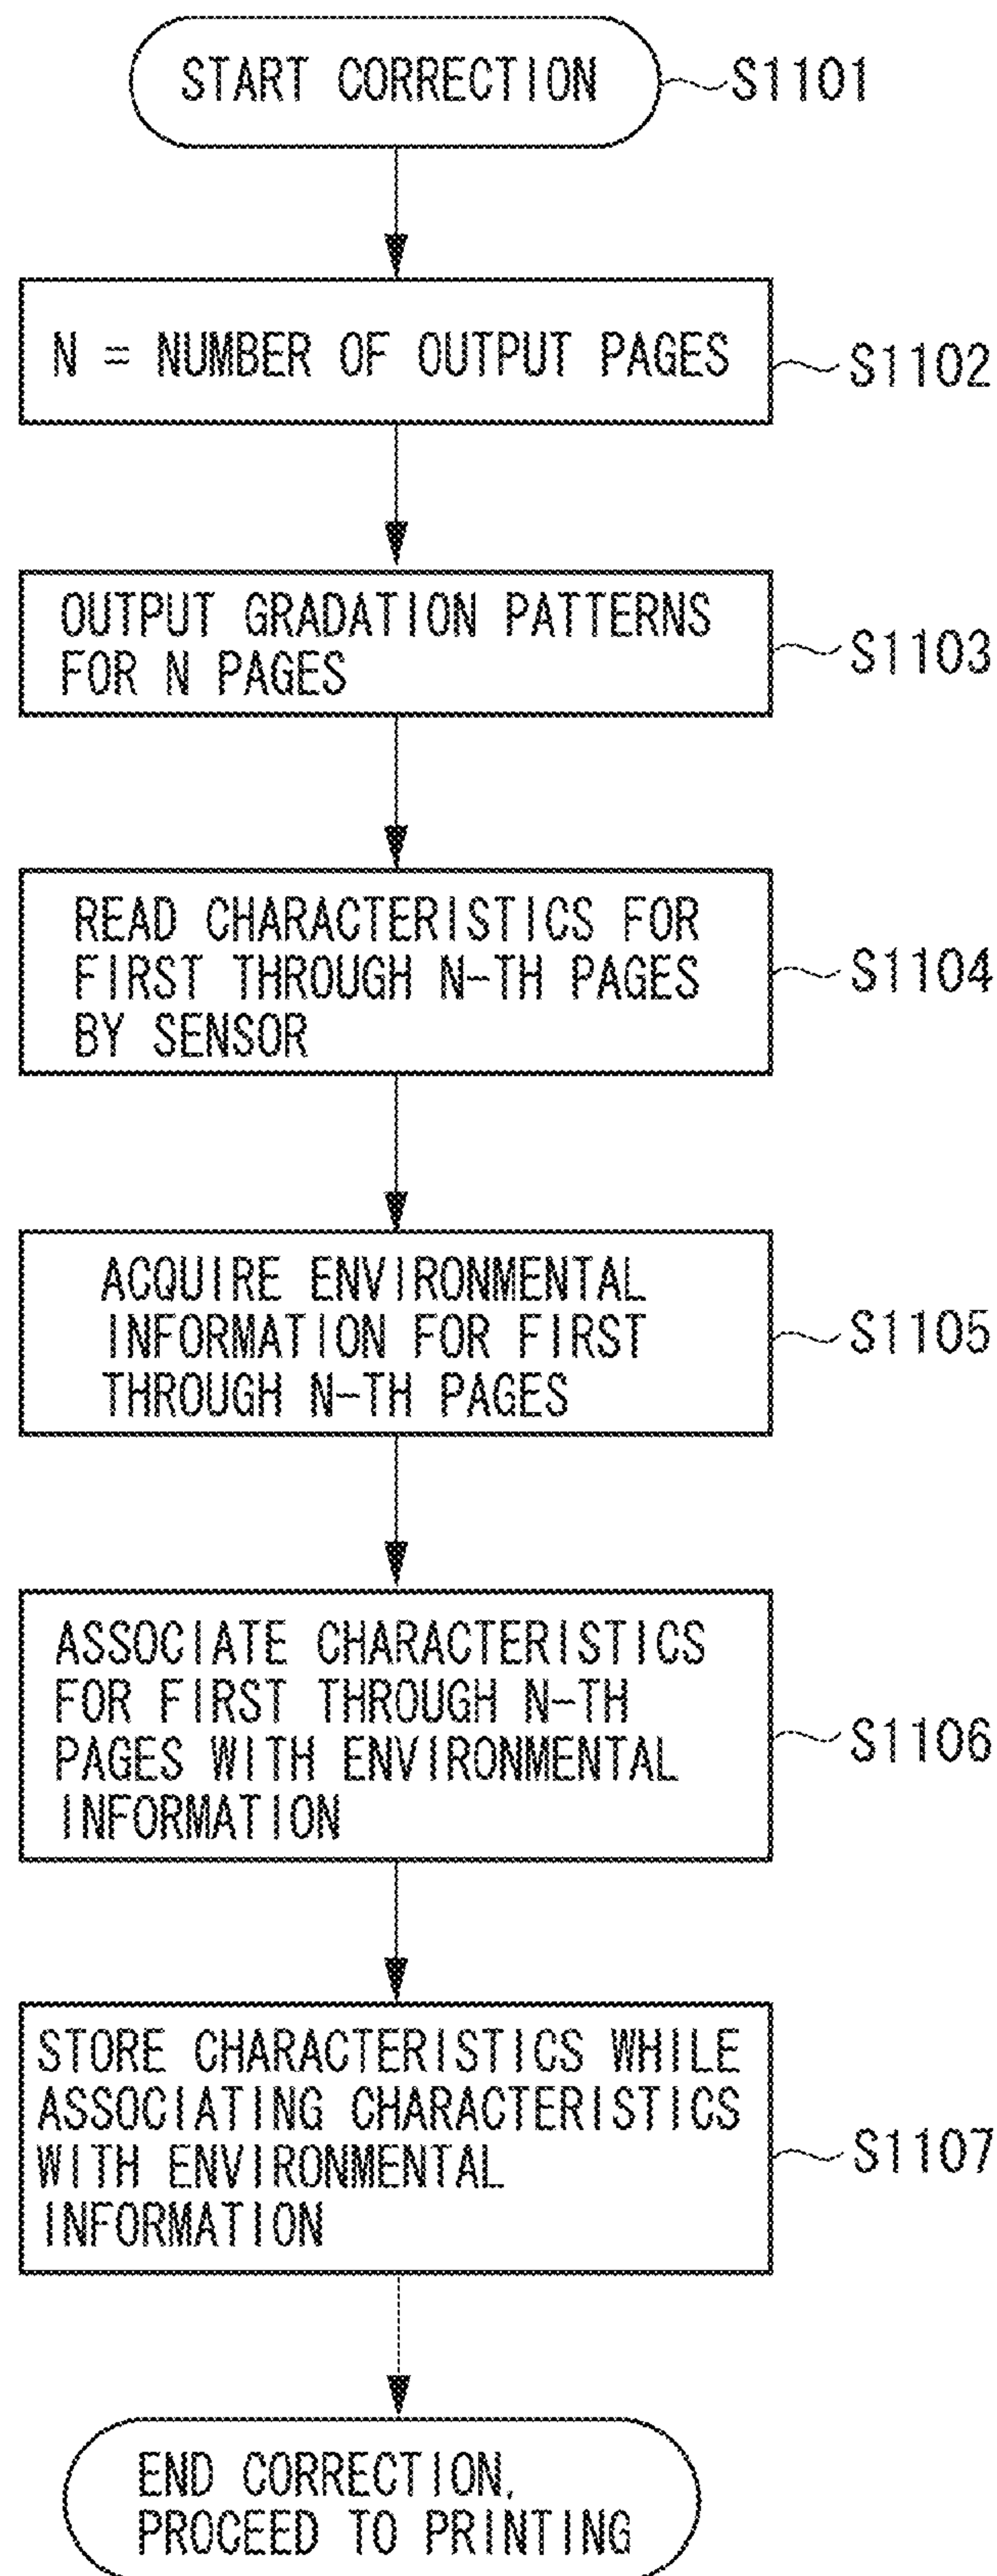 START CORRECTION
S1101
N = NUMBER OF OUTPUT PAGES
S1102
OUTPUT GRADATION PATTERNS
FOR N PAGES
S1103
READ CHARACTERISTICS FOR
FIRST THROUGH N-TH PAGES
BY SENSOR
S1104
ACQUIRE ENVIRONMENTAL
INFORMATION FOR FIRST
THROUGH N-TH PAGES
S1105
ASSOCIATE CHARACTERISTICS
FOR FIRST THROUGH N-TH
PAGES WITH ENVIRONMENTAL
INFORMATION
S1106
STORE CHARACTERISTICS WHILE
ASSOCIATING CHARACTERISTICS
WITH ENVIRONMENTAL
INFORMATION
S1107
END CORRECTION,
PROCEED TO PRINTING